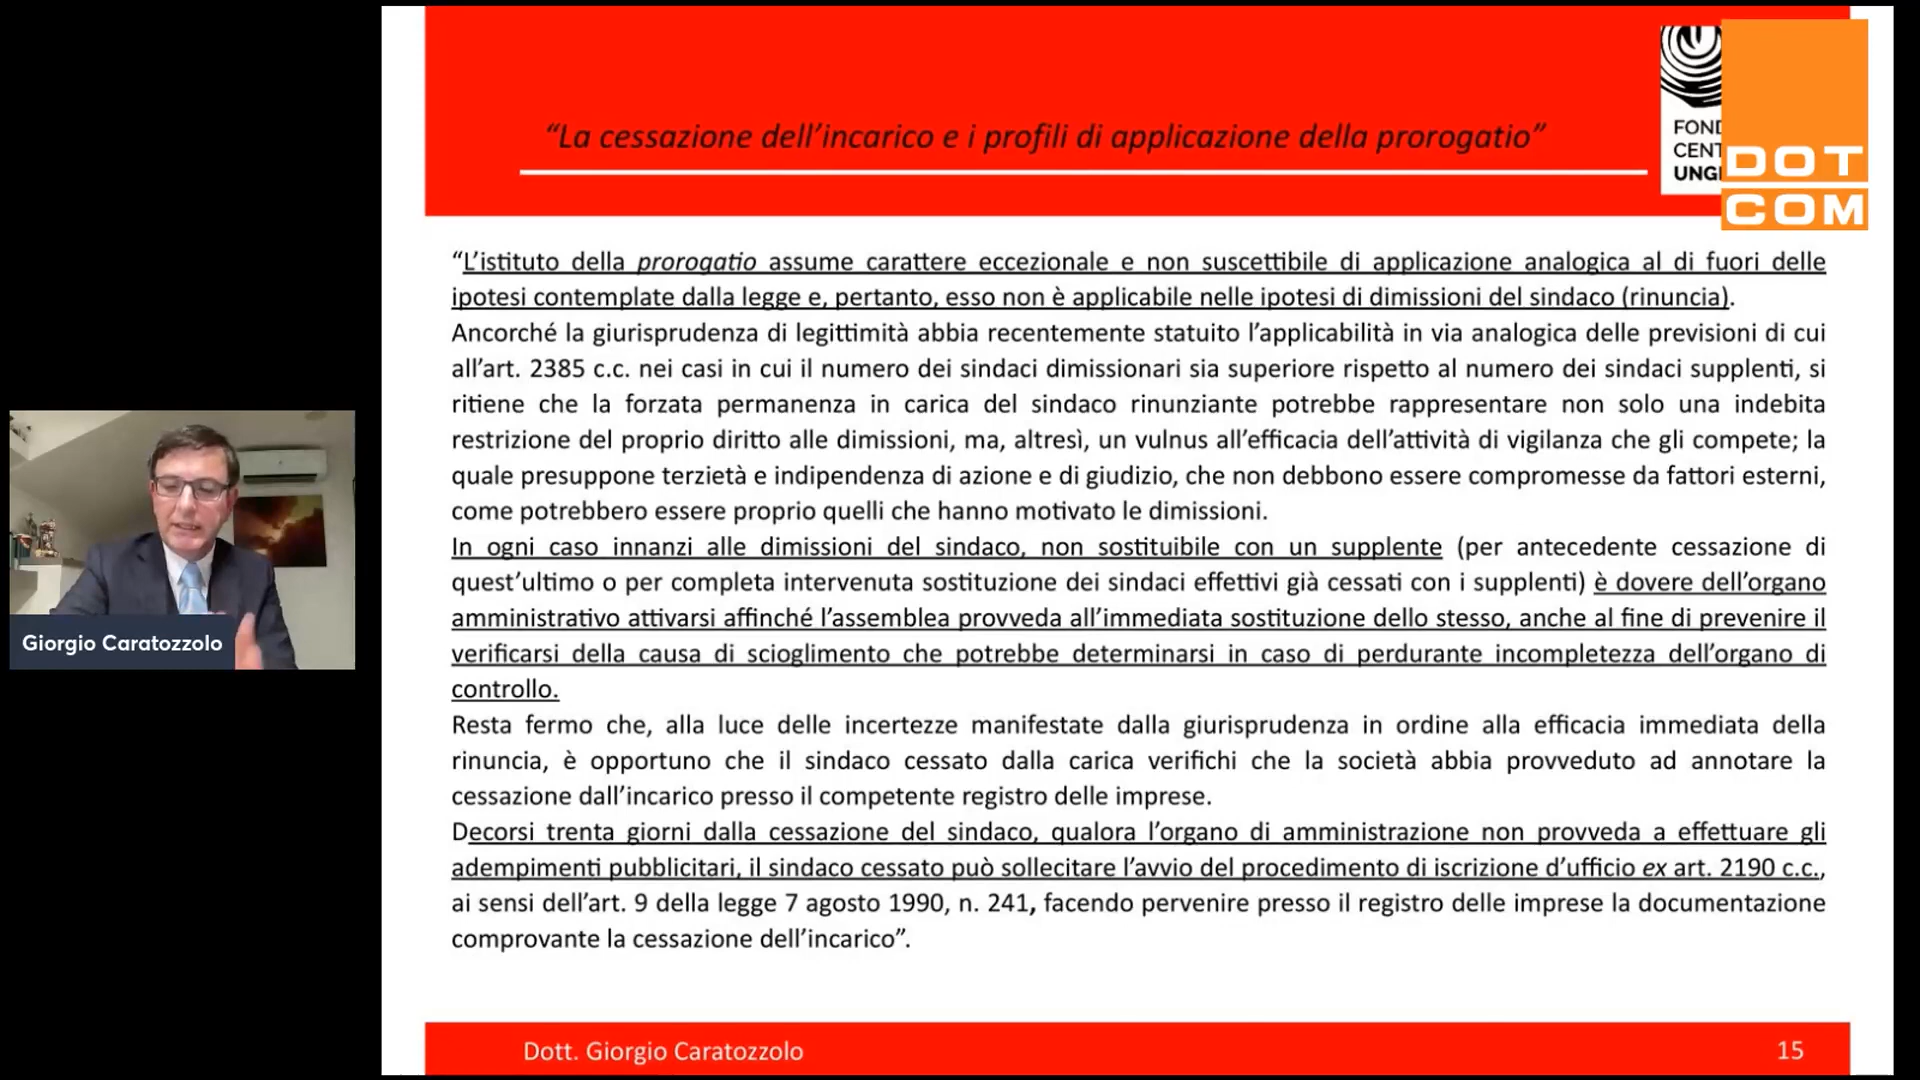 “La cessazione dell’incarico e i profili di applicazione della prorogatio”
FOND
CENT
UNG
DOT
COM
“L’istituto della prorogatio assume carattere eccezionale e non suscettibile di applicazione analogica al di fuori delle
ipotesi contemplate dalla legge e, pertanto, esso non è applicabile nelle ipotesi di dimissioni del sindaco (rinuncia).
Ancorché la giurisprudenza di legittimità abbia recentemente statuito l’applicabilità in via analogica delle previsioni di cui
all’art. 2385 c.c. nei casi in cui il numero dei sindaci dimissionari sia superiore rispetto al numero dei sindaci supplenti, si
ritiene che la forzata permanenza in carica del sindaco rinunziante potrebbe rappresentare non solo una indebita
restrizione del proprio diritto alle dimissioni, ma, altresì, un vulnus all’efficacia dell’attività di vigilanza che gli compete; la
quale presuppone terzietà e indipendenza di azione e di giudizio, che non debbono essere compromesse da fattori esterni,
come potrebbero essere proprio quelli che hanno motivato le dimissioni.
In ogni caso innanzi alle dimissioni del sindaco, non sostituibile con un supplente (per antecedente cessazione di
quest’ultimo o per completa intervenuta sostituzione dei sindaci effettivi già cessati con i supplenti) è dovere dell’organo
amministrativo attivarsi affinché l’assemblea provveda all’immediata sostituzione dello stesso, anche al fine di prevenire il
verificarsi della causa di scioglimento che potrebbe determinarsi in caso di perdurante incompletezza dell’organo di
controllo.
Resta fermo che, alla luce delle incertezze manifestate dalla giurisprudenza in ordine alla efficacia immediata della
rinuncia, è opportuno che il sindaco cessato dalla carica verifichi che la società abbia provveduto ad annotare la
cessazione dall’incarico presso il competente registro delle imprese.
Decorsi trenta giorni dalla cessazione del sindaco, qualora l’organo di amministrazione non provveda a effettuare gli
adempimenti pubblicitari, il sindaco cessato può sollecitare l’avvio del procedimento di iscrizione d’ufficio ex art. 2190 c.c.,
ai sensi dell’art. 9 della legge 7 agosto 1990, n. 241, facendo pervenire presso il registro delle imprese la documentazione
comprovante la cessazione dell’incarico”.
Giorgio Caratozzolo
Dott. Giorgio Caratozzolo
15